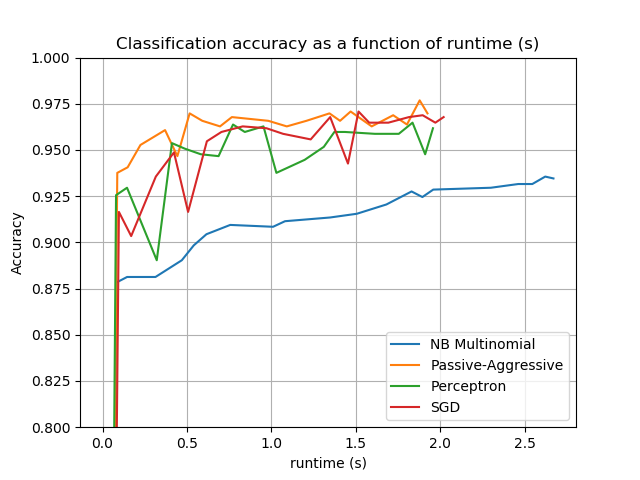 Classification accuracy as a function of runtime (s)
1.000
0.975
0.950
0.925
0.900
0.875
0.850
0.825
0.800
Accuracy
NB Multinomial
Passive-Aggressive
Perceptron
SGD
0.0 0.5 1.0 1.5 2.0 2.5
runtime (s)